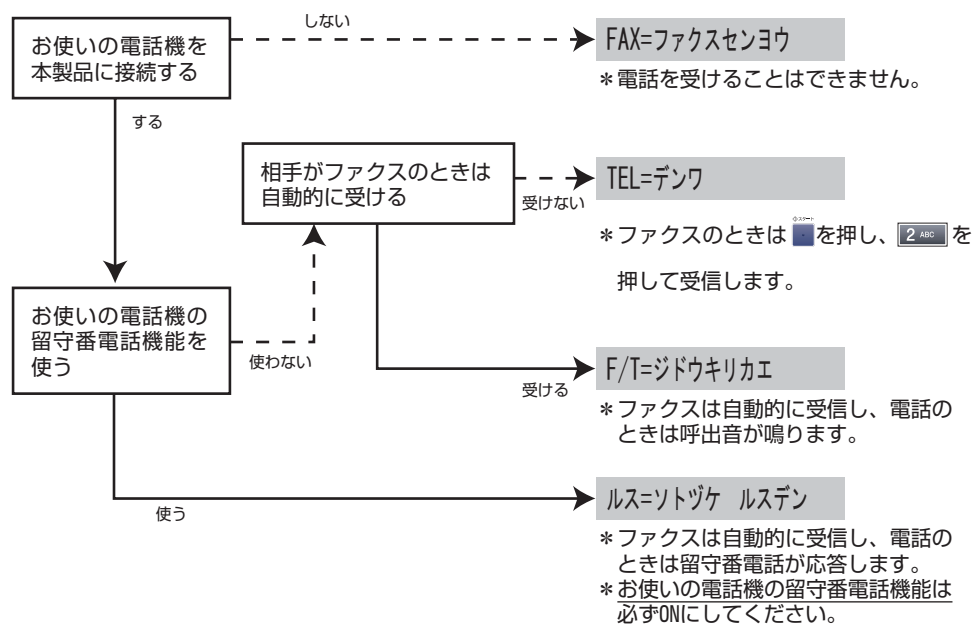 お使いの電話機を
本製品に接続する
しない
FAX=ファクスセンヨウ
＊電話を受けることはできません。
する
相手がファクスのときは
自動的に受ける
受けない
TEL=デンワ
＊ファクスのときは を押し、2 ABC を
押して受信します。
お使いの電話機の
留守番電話機能を
使う
使わない
受ける
F/T=ジドウキリカエ
＊ファクスは自動的に受信し、電話の
ときは呼出音が鳴ります。
使う
ルス=ソトヅケ ルスデン
＊ファクスは自動的に受信し、電話の
ときは留守番電話が応答します。
＊お使いの電話機の留守番電話機能は
必ずONにしてください。